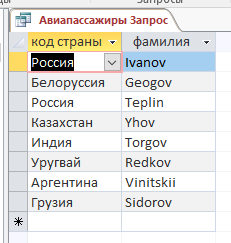 Запросы
Авиапассажиры Запрос
код страны фамилия
Россия Ivanov
Белоруссия Geogov
Россия Teplin
Казахстан Yhov
Индия Torgov
Уругвай Redkov
Аргентина Vinitskii
Грузия Sidorov